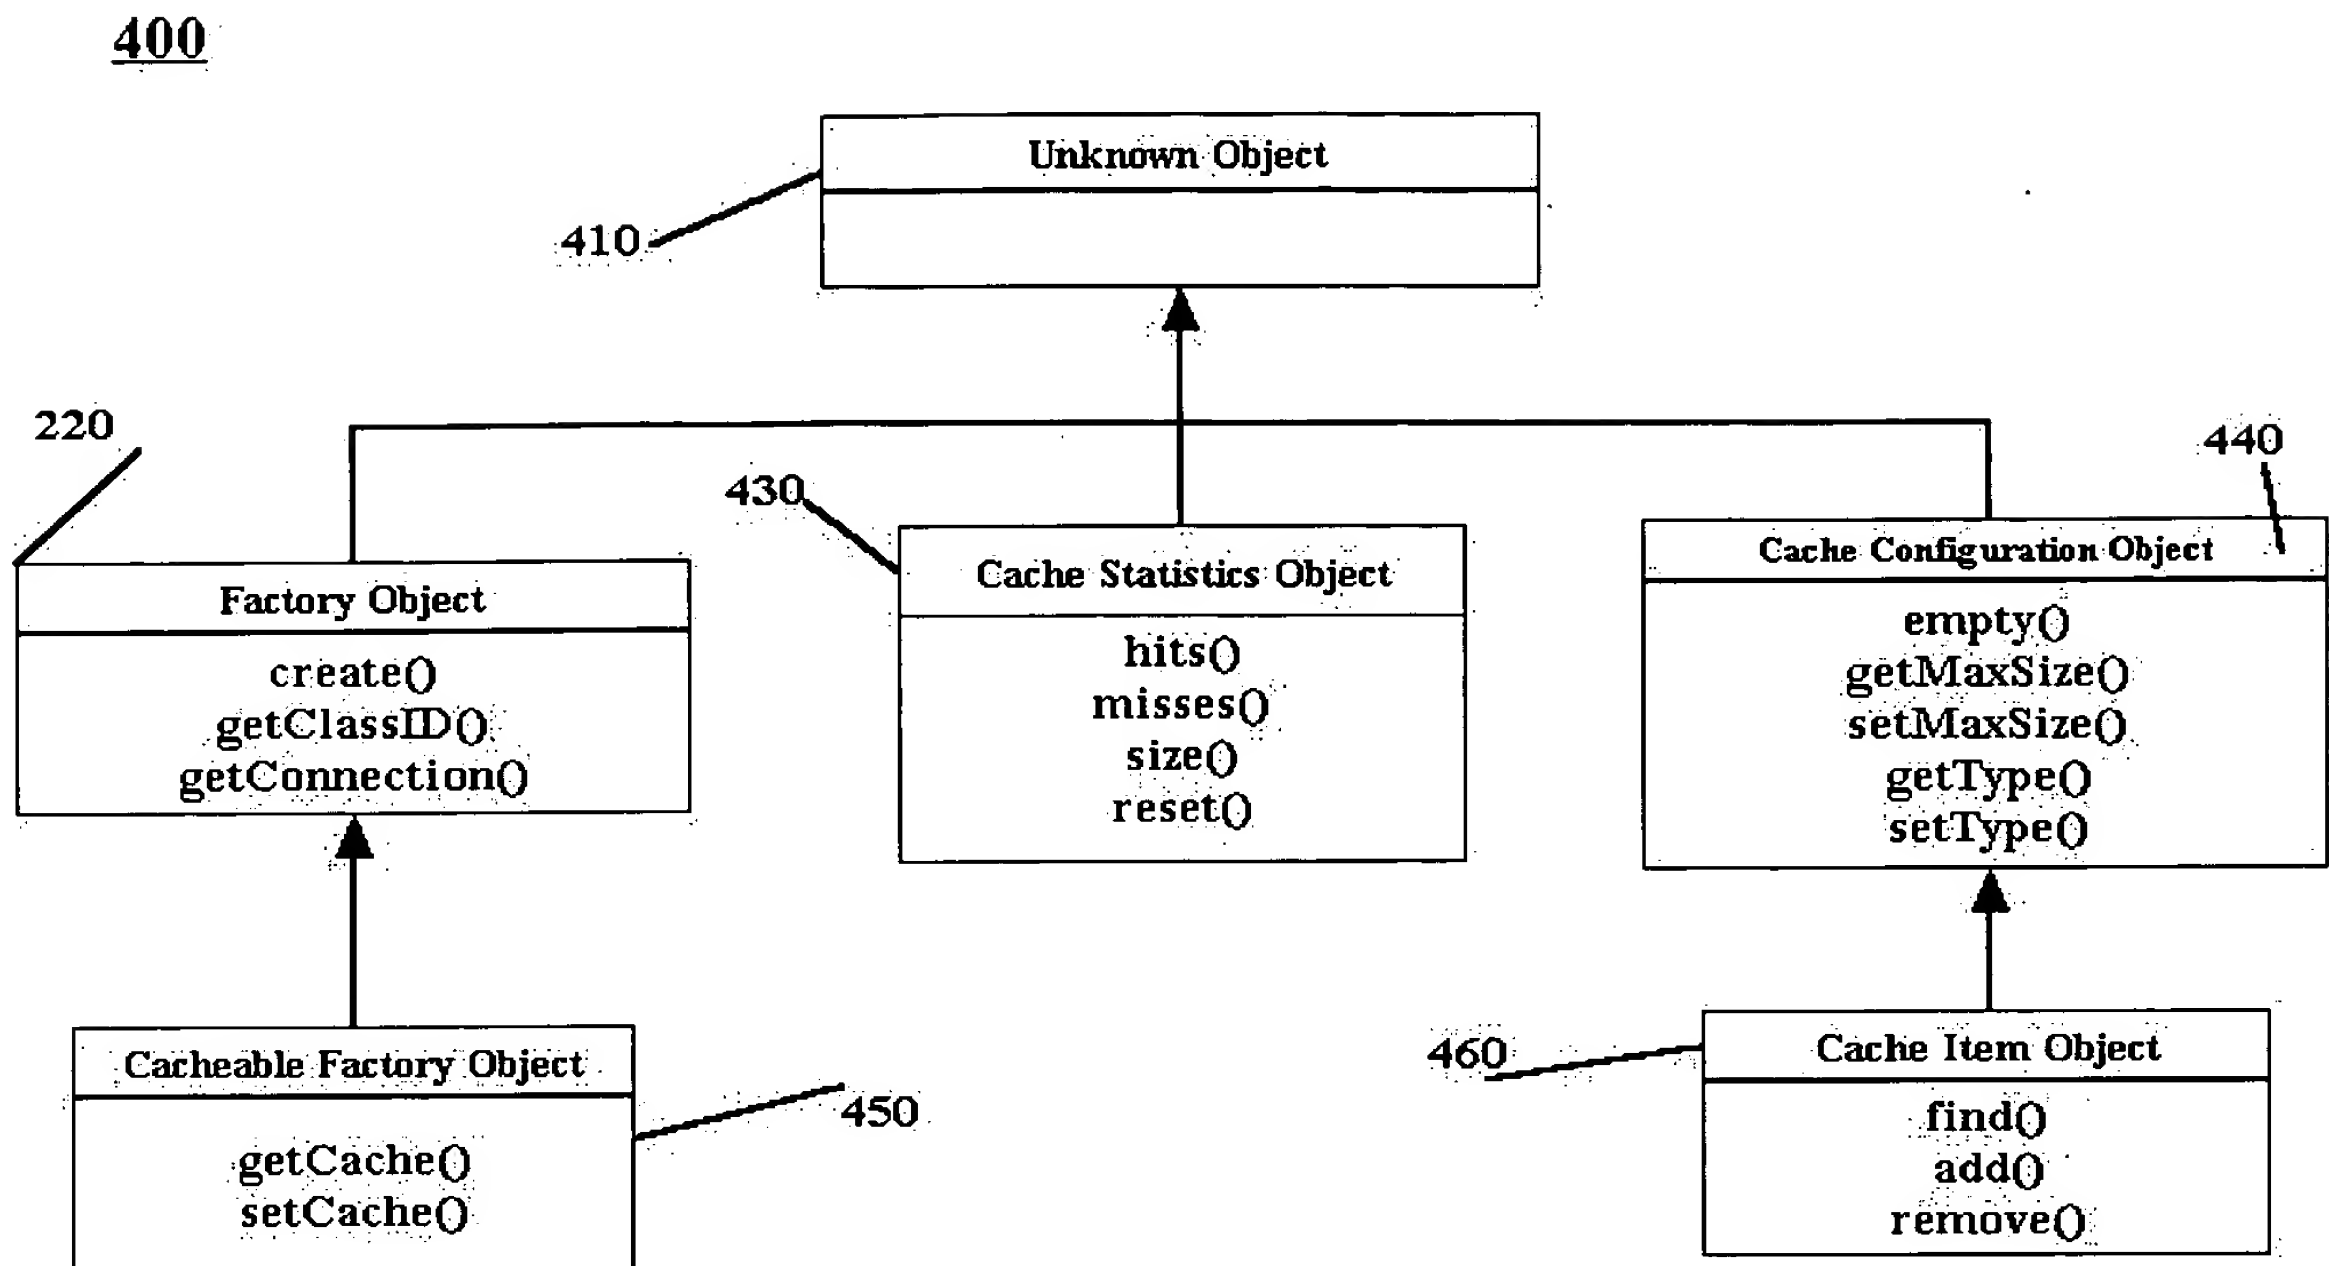 400
Unknown Object
410
220
440
430
Cache Configuration Object
Cache Statistics Object
Factory Object
empty()
getMaxSize()
setMaxSize()
getType()
setType()
hits()
misses()
size()
reset()
create()
getClassID()
getConnection()
Cacheable Factory Object
450
getCache()
setCache()
460
Cache Item Object
find()
add()
remove()